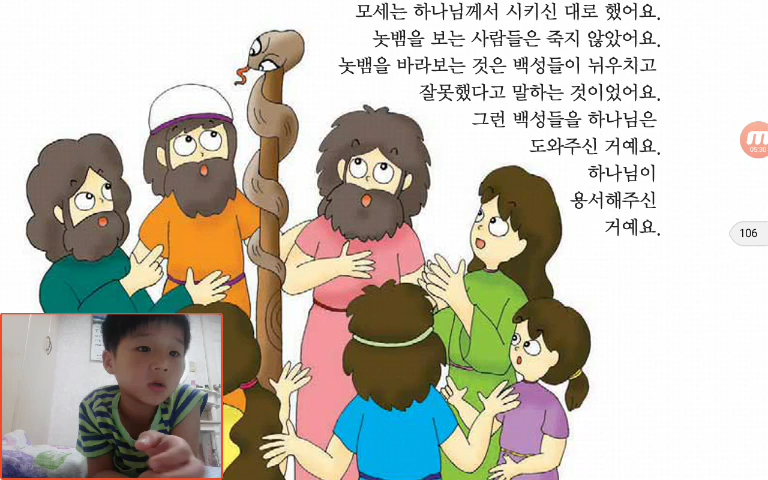 모세는 하나님께서 시키신 대로 했어요.
놋뱀을 보는 사람들은 죽지 않았어요.
놋뱀을 바라보는 것은 백성들이 뉘우치고
잘못했다고 말하는 것이었어요.
그런 백성들을 하나님은
도와주신 거예요.
하나님이
용서해주신
거예요.
106